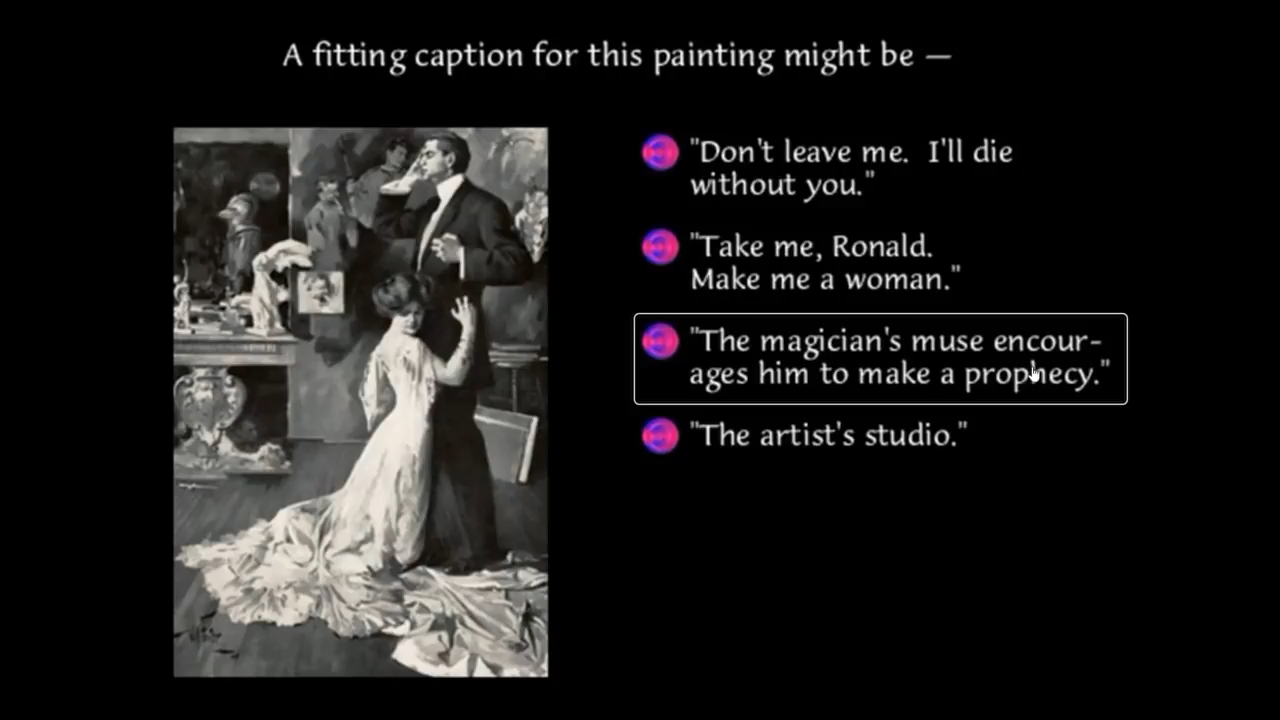 A fitting caption for this painting might be —
"Don't leave me. I'll die
without you."
"Take me, Ronald.
Make me a woman."
"The magician's muse encour-
ages him to make a prophecy."
"The artist's studio."